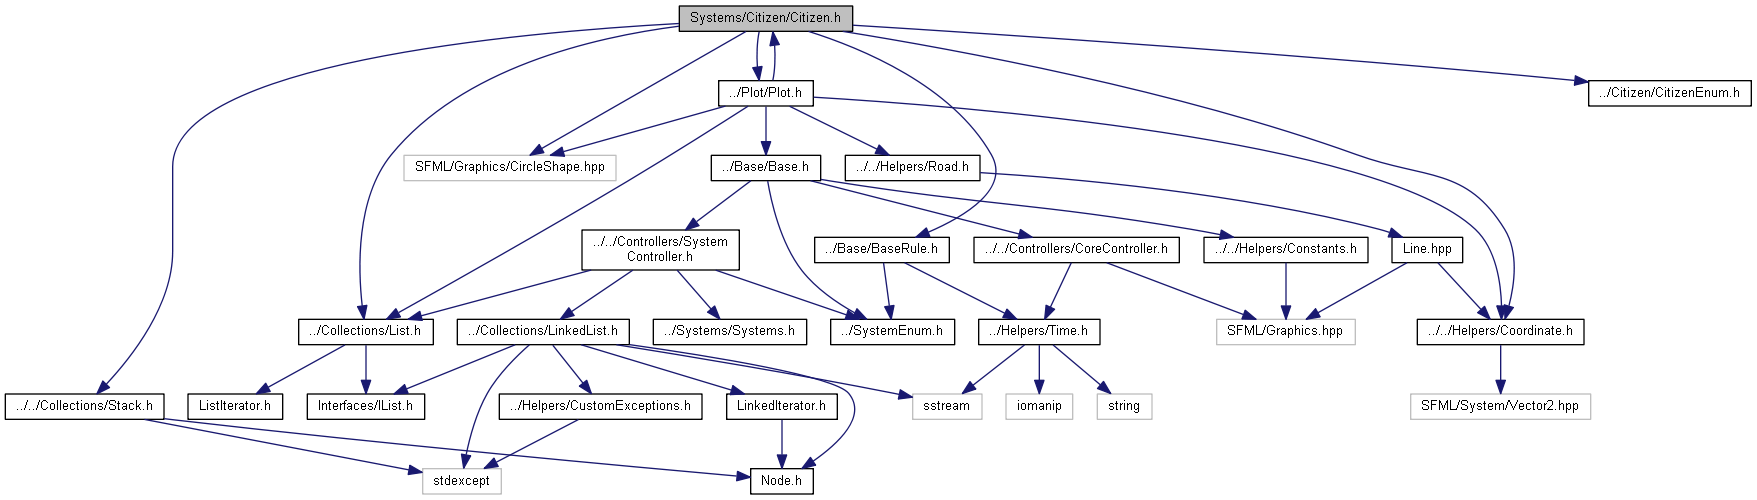 Systems/Citizen/Citizen.h
../Plot/Plot.h
../Citizen/CitizenEnum.h
SFML/Graphics/CircleShape.hpp
../Base/Base.h
../../Helpers/Road.h
../../Controllers/System
Controller.h
../Base/BaseRule.h
../../Controllers/CoreController.h
../../Helpers/Constants.h
Line.hpp
../Collections/List.h
../Collections/LinkedList.h
../Systems/Systems.h
../SystemEnum.h
../Helpers/Time.h
SFML/Graphics.hpp
../../Helpers/Coordinate.h
../../Collections/Stack.h
ListIterator.h
Interfaces/IList.h
../Helpers/CustomExceptions.h
LinkedIterator.h
sstream
iomanip
string
SFML/System/Vector2.hpp
stdexcept
Node.h